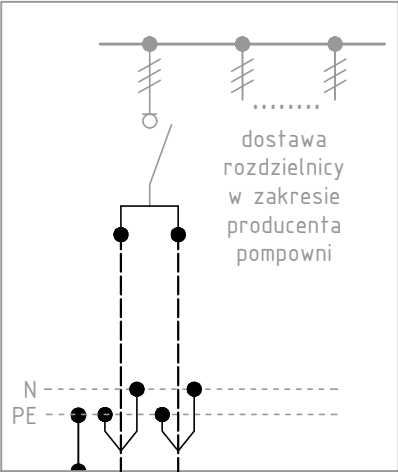 dostawa
rozdzielnicy
w zakresie
producenta
pompowni
N
PE